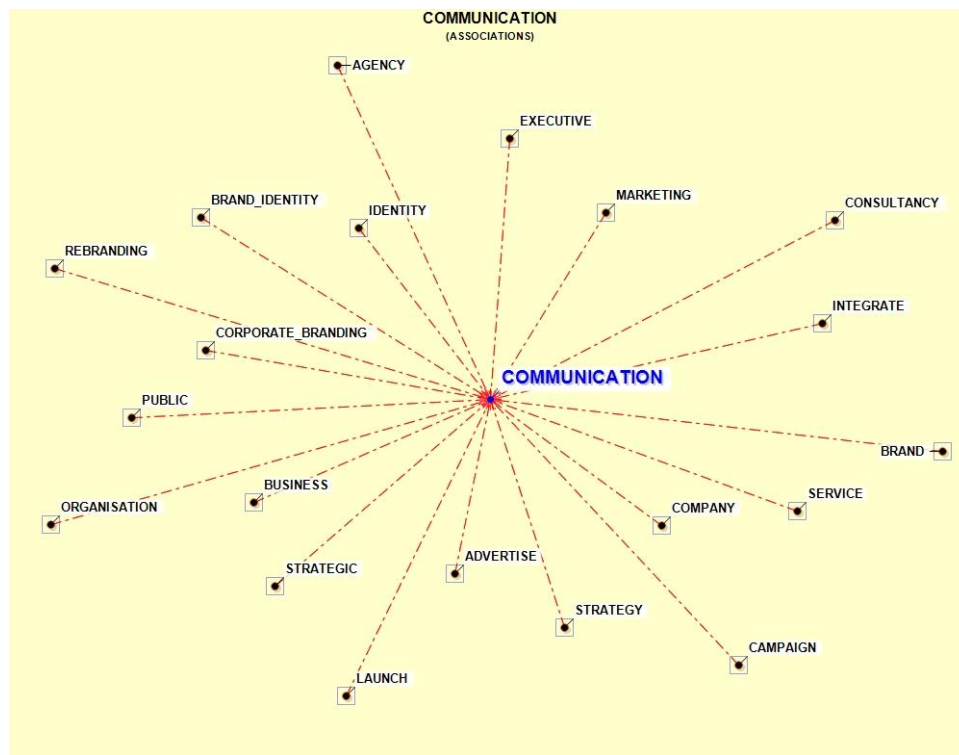 COMMUNICATION
(ASSOCIATIONS)
AGENCY
EXECUTIVE
BRAND_IDENTITY
IDENTITY
MARKETING
CONSULTANCY
REBRANDING
INTEGRATE
CORPORATE_BRANDING
COMMUNICATION
PUBLIC
BRAND
BUSINESS
ORGANISATION
COMPANY
SERVICE
STRATEGIC
ADVERTISE
STRATEGY
CAMPAIGN
LAUNCH